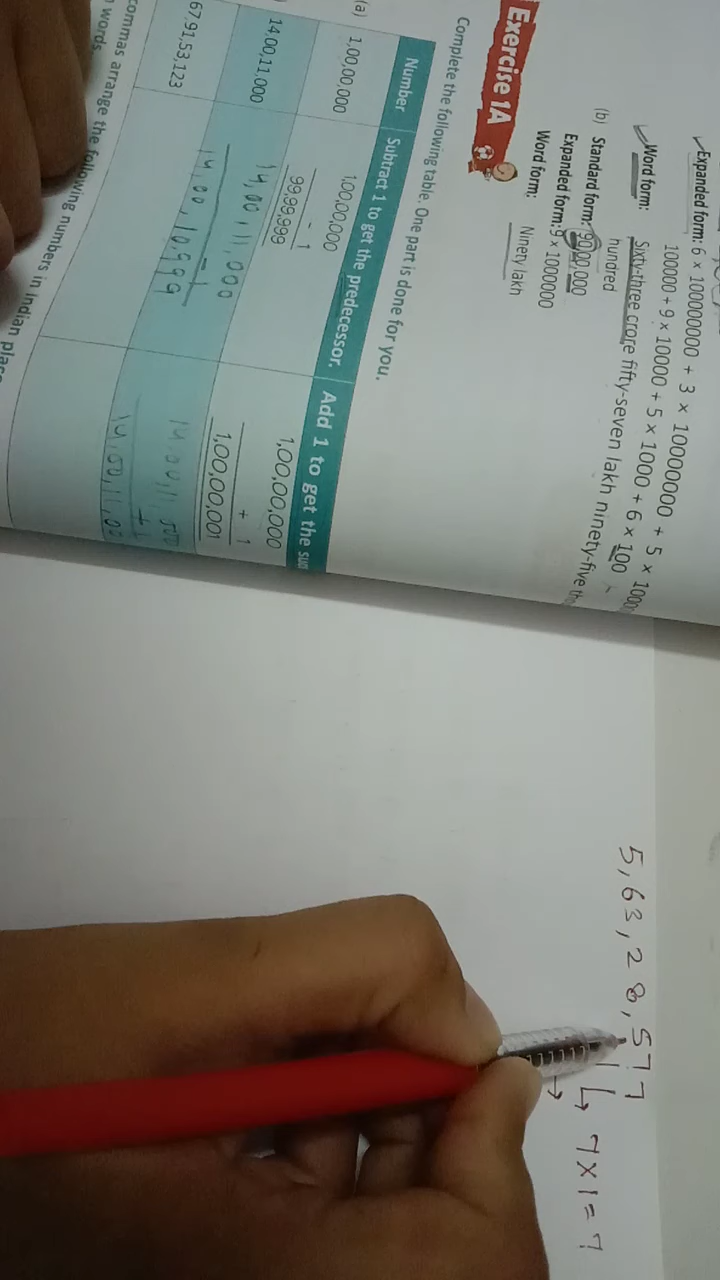 Expanded form: 6 × 100000000 + 3 × 10000000 + 5 ×
100000 + 9 × 10000 + 5 × 1000 + 6 × 100
Word form: Sixty-three crore fifty-seven lakh ninety-five
hundred
(b) Standard form: 90,00,000
Expanded form: 9 × 1000000
Word form: Ninety lakh
Exercise 1A
Complete the following table. One part is done for you.
Number Subtract 1 to get the predecessor. Add 1 to get the
(a) 1,00,00,000 1,00,00,000 1,00,00,000
- 1 + 1
99,99,999 1,00,00,001
14,00,11,000 14,00,11,000
- 1 + 1
14,00,10,999
67,91,53,123
commas arrange the following numbers in Indian
words.
5,63,28,577
7×1=7